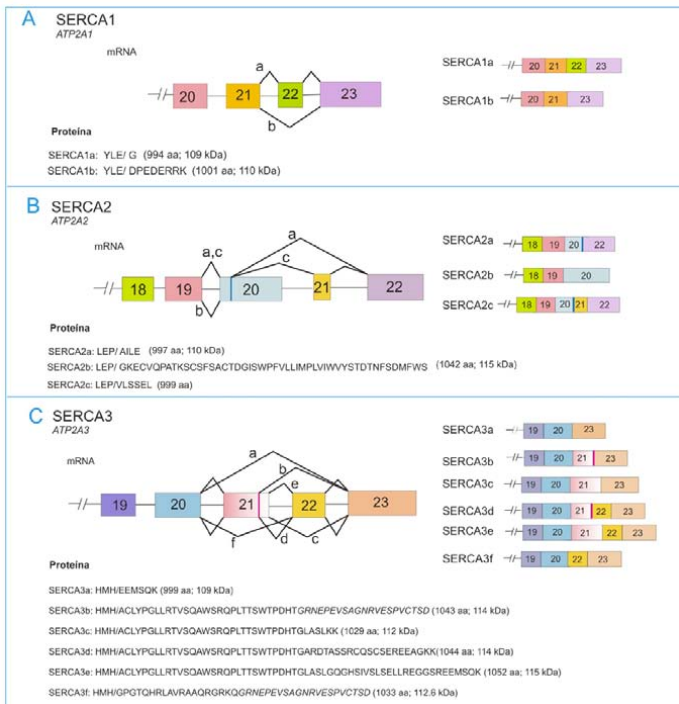 A SERCA1
ATP2A1
mRNA
a
20 21 22 23
b
SERCA1a 20 21 22 23
SERCA1b 20 21 23
Proteína
SERCA1a: YLE/ G (994 aa; 109 kDa)
SERCA1b: YLE/ DPEDERRK (1001 aa; 110 kDa)
B SERCA2
ATP2A2
mRNA
a
a,c
c
18 19 20 21 22
b
SERCA2a 18 19 20 22
SERCA2b 18 19 20
SERCA2c 18 19 20 21 22
Proteína
SERCA2a: LEP/ AILE (997 aa; 110 kDa)
SERCA2b: LEP/ GKECVQPATKSCSFSACTDGISWPFVLLIMPLVIWVYSTDTNFSDMFWS (1042 aa; 115 kDa)
SERCA2c: LEP/VLSSEL (999 aa)
C SERCA3
ATP2A3
mRNA
a
b
e
19 20 21 22 23
f d c
SERCA3a 19 20 23
SERCA3b 19 20 21 23
SERCA3c 19 20 21 23
SERCA3d 19 20 21 22 23
SERCA3e 19 20 21 22 23
SERCA3f 19 20 22 23
Proteína
SERCA3a: HMH/EEMSQK (999 aa; 109 kDa)
SERCA3b: HMH/ACLYPGLLRTVSQAWSRQPLTTSWTPDHTGRNEPEVSAGNRVESPVCTSD (1043 aa; 114 kDa)
SERCA3c: HMH/ACLYPGLLRTVSQAWSRQPLTTSWTPDHTGLASLKK (1029 aa; 112 kDa)
SERCA3d: HMH/ACLYPGLLRTVSQAWSRQPLTTSWTPDHTGARDTASSRCQSCSEREEAGKK(1044 aa; 114 kDa)
SERCA3e: HMH/ACLYPGLLRTVSQAWSRQPLTTSWTPDHTGLASLGQGHSIVSLSELLREGGSREEMSQK (1052 aa; 115 kDa)
SERCA3f: HMH/GPGTQHRLAVRAAQRGRKQGRNEPEVSAGNRVESPVCTSD (1033 aa; 112.6 kDa)